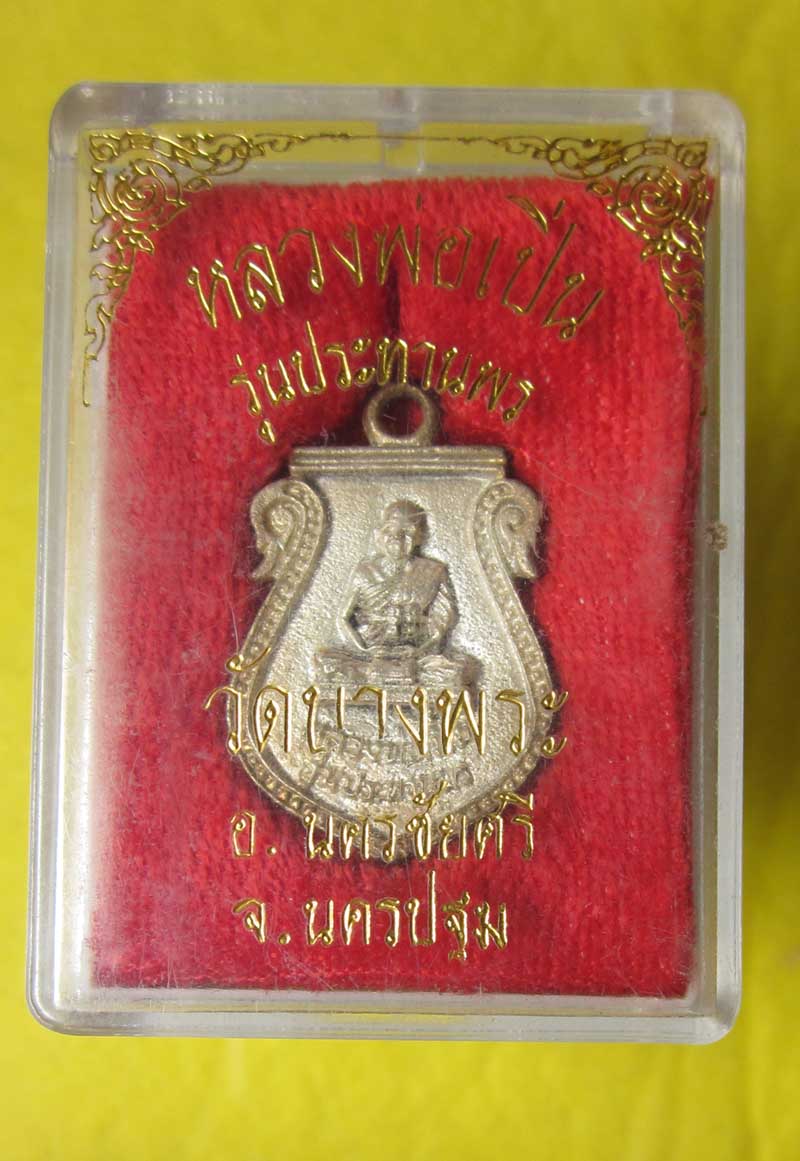 หลวงพ่อเปิ่น
รุ่นประทานพร
วัดบางพระ
อ. นครชัยศรี
จ.นครปฐม